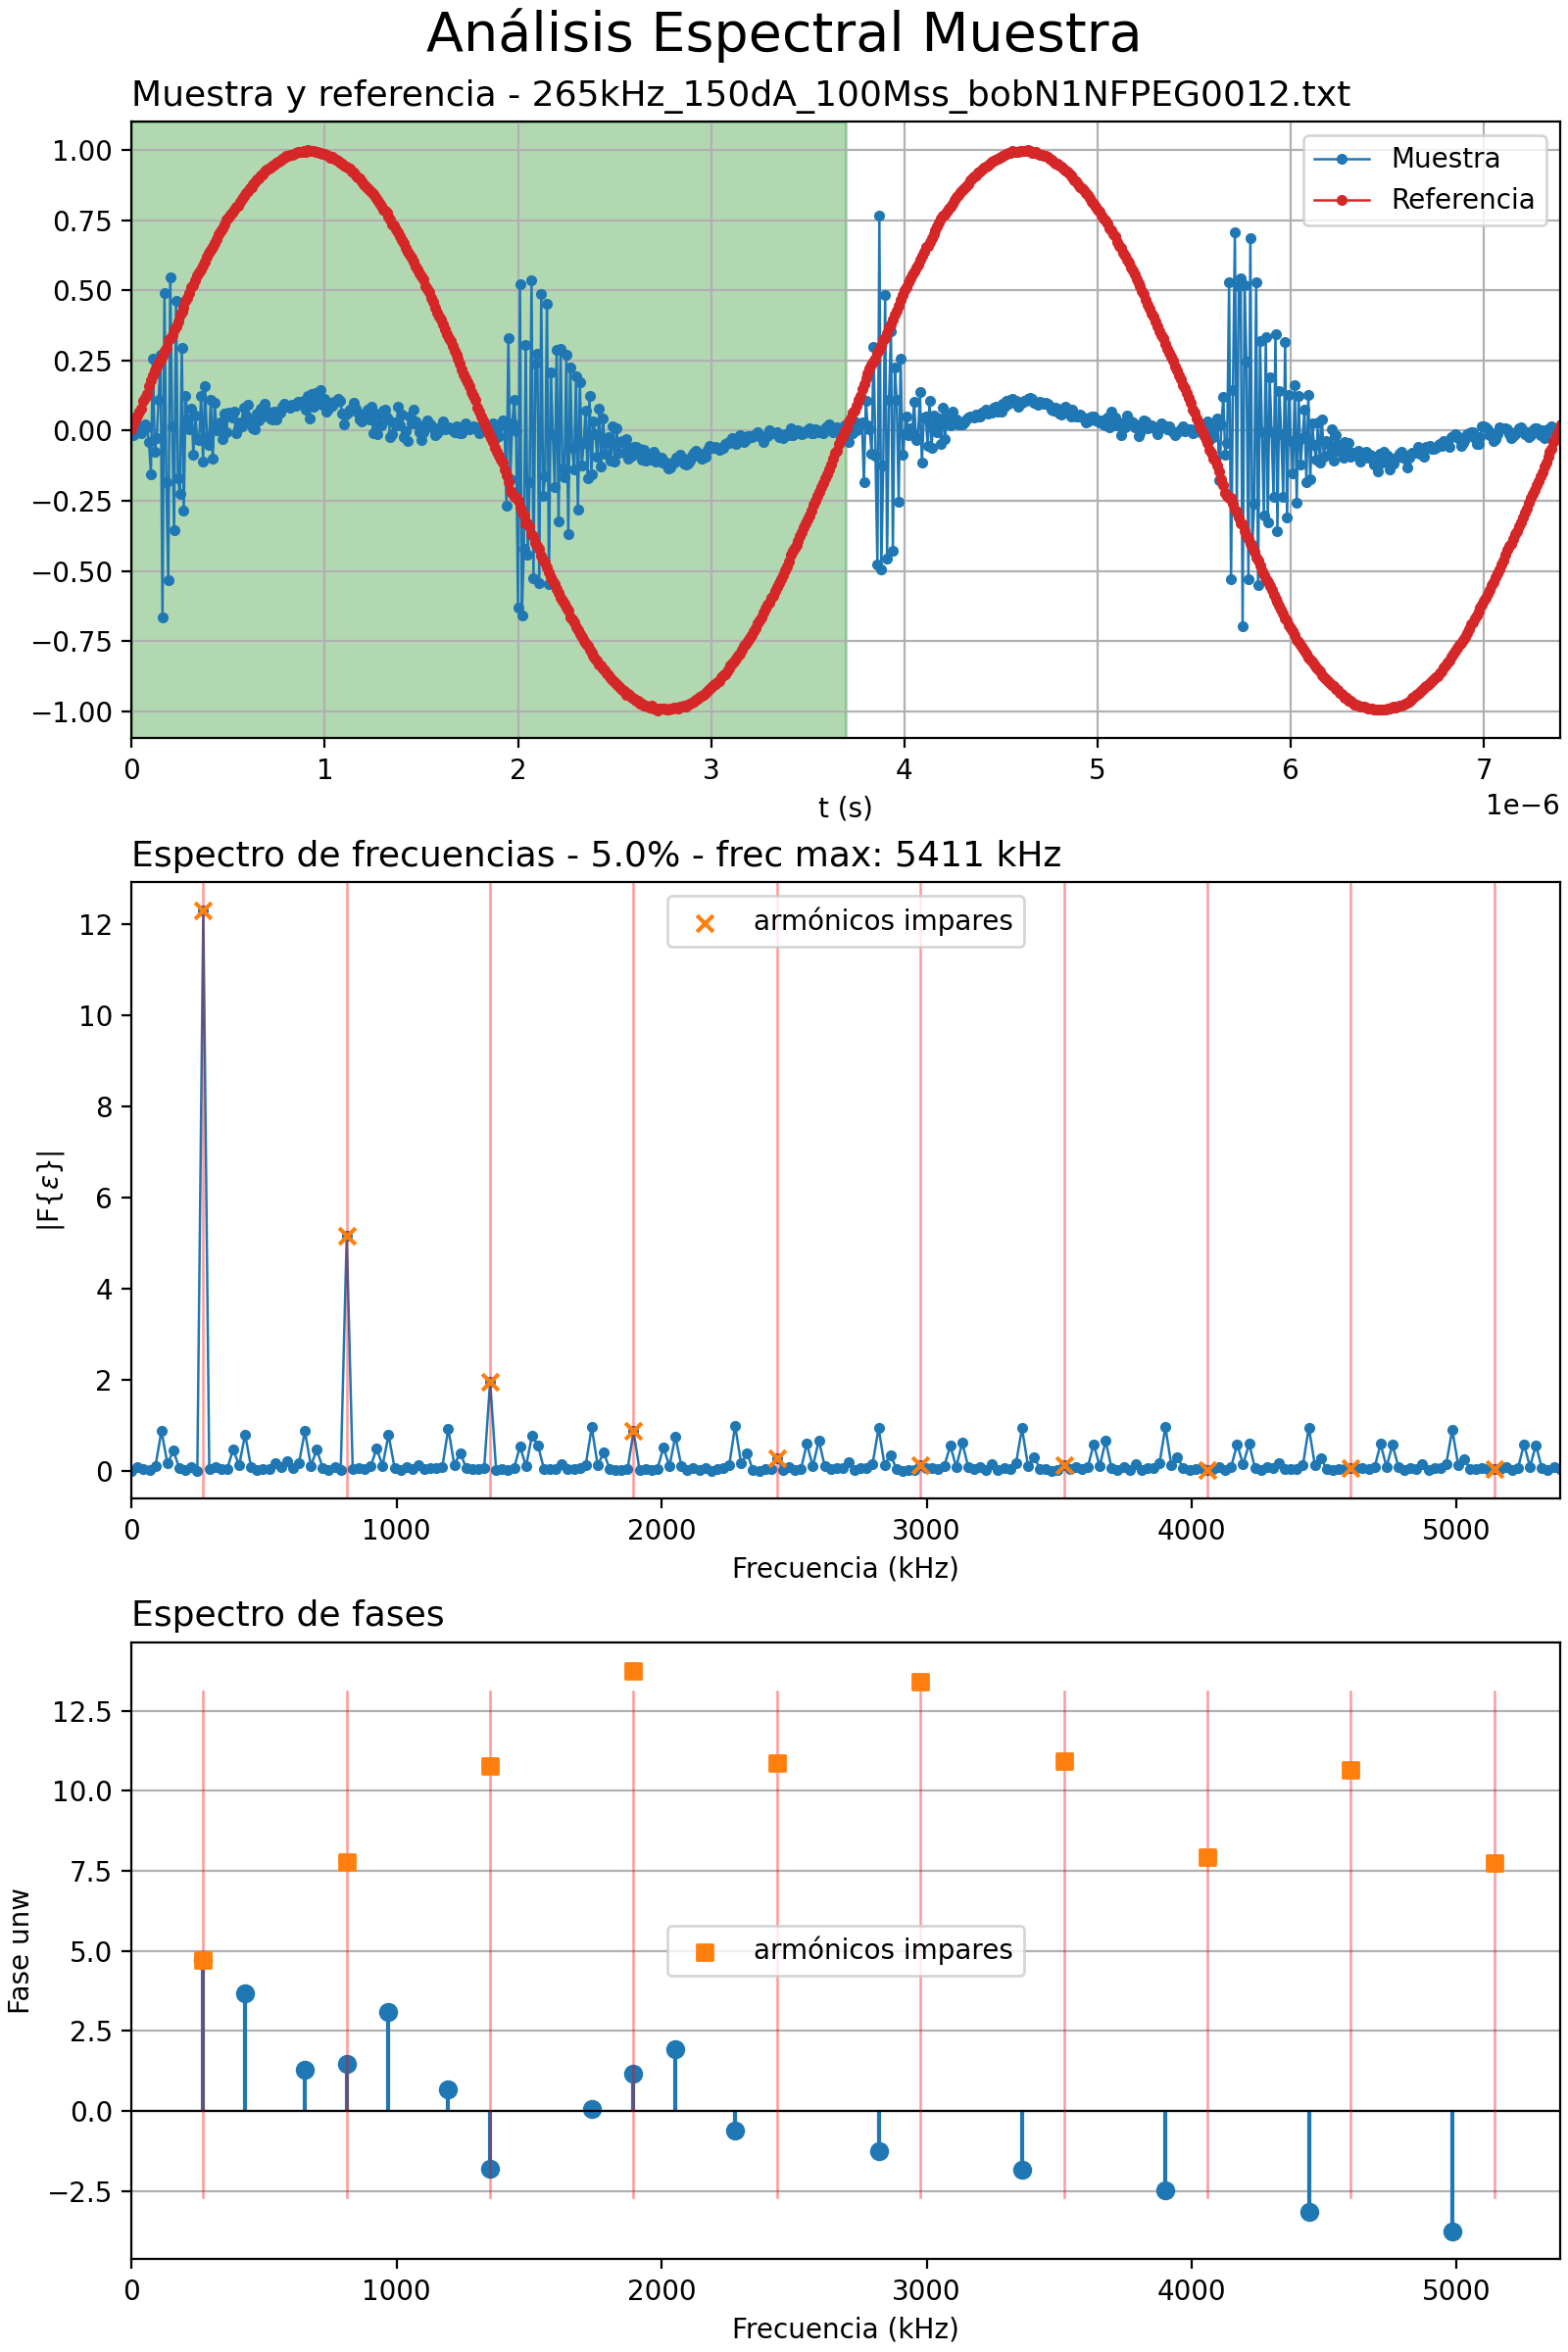 Análisis Espectral Muestra
Muestra y referencia - 265kHz_150dA_100Mss_bobN1NFPEG0012.txt
1.00
0.75
0.50
0.25
0.00
−0.25
−0.50
−0.75
−1.00
Muestra
Referencia
0 1 2 3 4 5 6 7
1e−6
t (s)
Espectro de frecuencias - 5.0% - frec max: 5411 kHz
12
10
8
6
4
2
0
|F{ε}|
armónicos impares
0 1000 2000 3000 4000 5000
Frecuencia (kHz)
Espectro de fases
12.5
10.0
7.5
5.0
2.5
0.0
−2.5
Fase unw
armónicos impares
0 1000 2000 3000 4000 5000
Frecuencia (kHz)